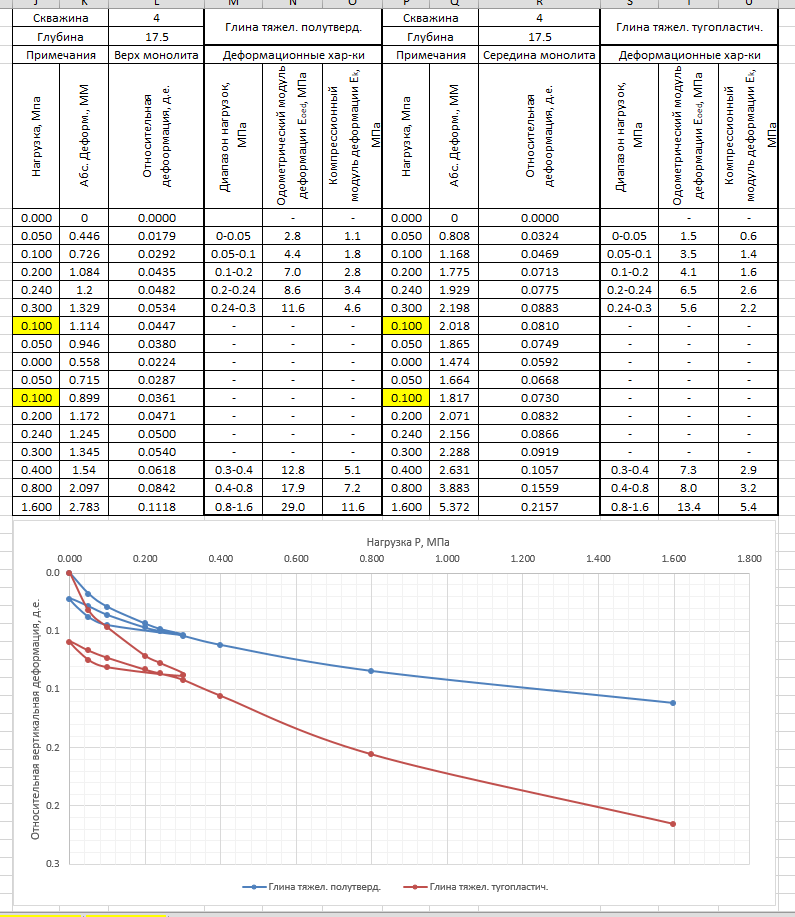 J K L M N O P Q R S T U
Скважина 4 Глина тяжел. полутверд. Скважина 4 Глина тяжел. тугопластич.
Глубина 17.5 Глубина 17.5
Примечания Верх монолита Деформационные хар-ки Примечания Середина монолита Деформационные хар-ки
Нагрузка, Мпа
Абс. Деформ., ММ
Относительная
дефоормация, д.е.
Диапазон нагрузок,
МПа
Одометрический модуль
деформации Eoed, МПа
Компрессионный
модуль деформации Ek,
МПа
Нагрузка, Мпа
Абс. Деформ., ММ
Относительная
дефоормация, д.е.
Диапазон нагрузок,
МПа
Одометрический модуль
деформации Eoed, МПа
Компрессионный
модуль деформации Ek,
МПа
0.000 0 0.0000 - - 0.000 0 0.0000 - -
0.050 0.446 0.0179 0-0.05 2.8 1.1 0.050 0.808 0.0324 0-0.05 1.5 0.6
0.100 0.726 0.0292 0.05-0.1 4.4 1.8 0.100 1.168 0.0469 0.05-0.1 3.5 1.4
0.200 1.084 0.0435 0.1-0.2 7.0 2.8 0.200 1.775 0.0713 0.1-0.2 4.1 1.6
0.240 1.2 0.0482 0.2-0.24 8.6 3.4 0.240 1.929 0.0775 0.2-0.24 6.5 2.6
0.300 1.329 0.0534 0.24-0.3 11.6 4.6 0.300 2.198 0.0883 0.24-0.3 5.6 2.2
0.100 1.114 0.0447 - - - 0.100 2.018 0.0810 - - -
0.050 0.946 0.0380 - - - 0.050 1.865 0.0749 - - -
0.000 0.558 0.0224 - - - 0.000 1.474 0.0592 - - -
0.050 0.715 0.0287 - - - 0.050 1.664 0.0668 - - -
0.100 0.899 0.0361 - - - 0.100 1.817 0.0730 - - -
0.200 1.172 0.0471 - - - 0.200 2.071 0.0832 - - -
0.240 1.245 0.0500 - - - 0.240 2.156 0.0866 - - -
0.300 1.345 0.0540 - - - 0.300 2.288 0.0919 - - -
0.400 1.54 0.0618 0.3-0.4 12.8 5.1 0.400 2.631 0.1057 0.3-0.4 7.3 2.9
0.800 2.097 0.0842 0.4-0.8 17.9 7.2 0.800 3.883 0.1559 0.4-0.8 8.0 3.2
1.600 2.783 0.1118 0.8-1.6 29.0 11.6 1.600 5.372 0.2157 0.8-1.6 13.4 5.4
Нагрузка P, МПа
0.000 0.200 0.400 0.600 0.800 1.000 1.200 1.400 1.600 1.800
Относительная вертикальная деформация, д.е.
0.0
0.1
0.1
0.2
0.2
0.3
Глина тяжел. полутверд. Глина тяжел. тугопластич.